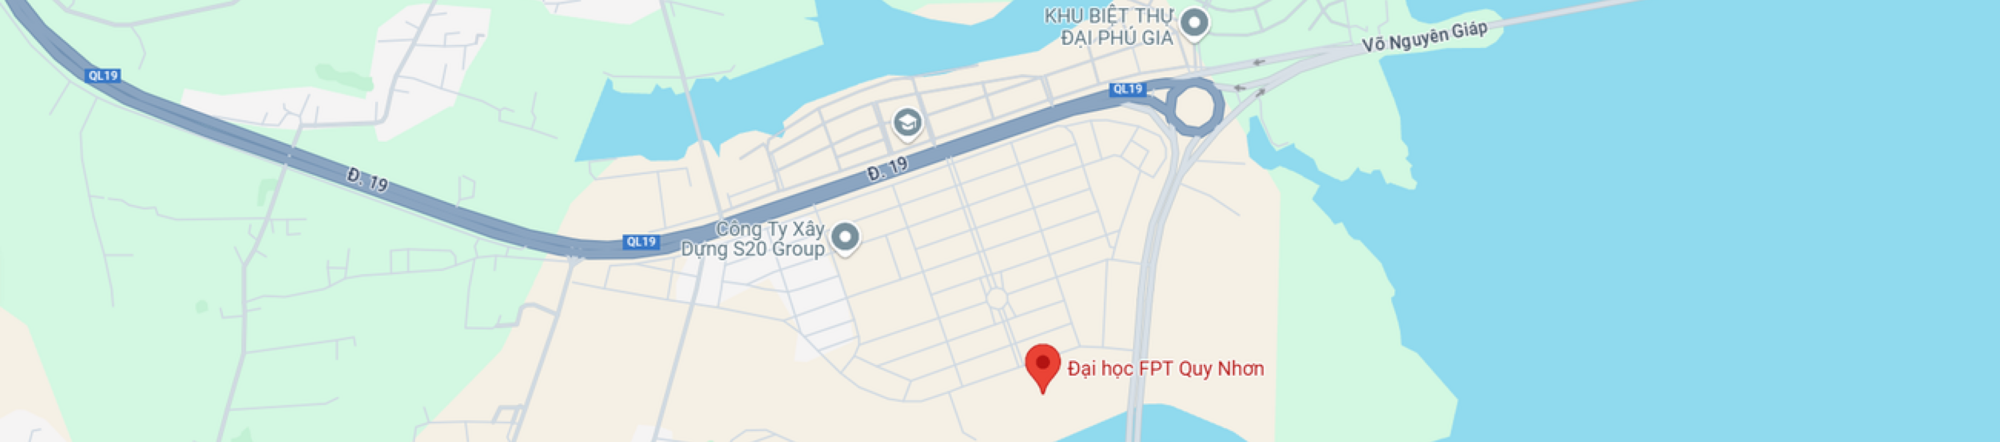 KHU BIỆT THỰ
ĐẠI PHÚ GIA
Võ Nguyên Giáp
QL19
QL19
Đ. 19
Đ. 19
QL19
Công Ty Xây
Dựng S20 Group
Đại học FPT Quy Nhơn